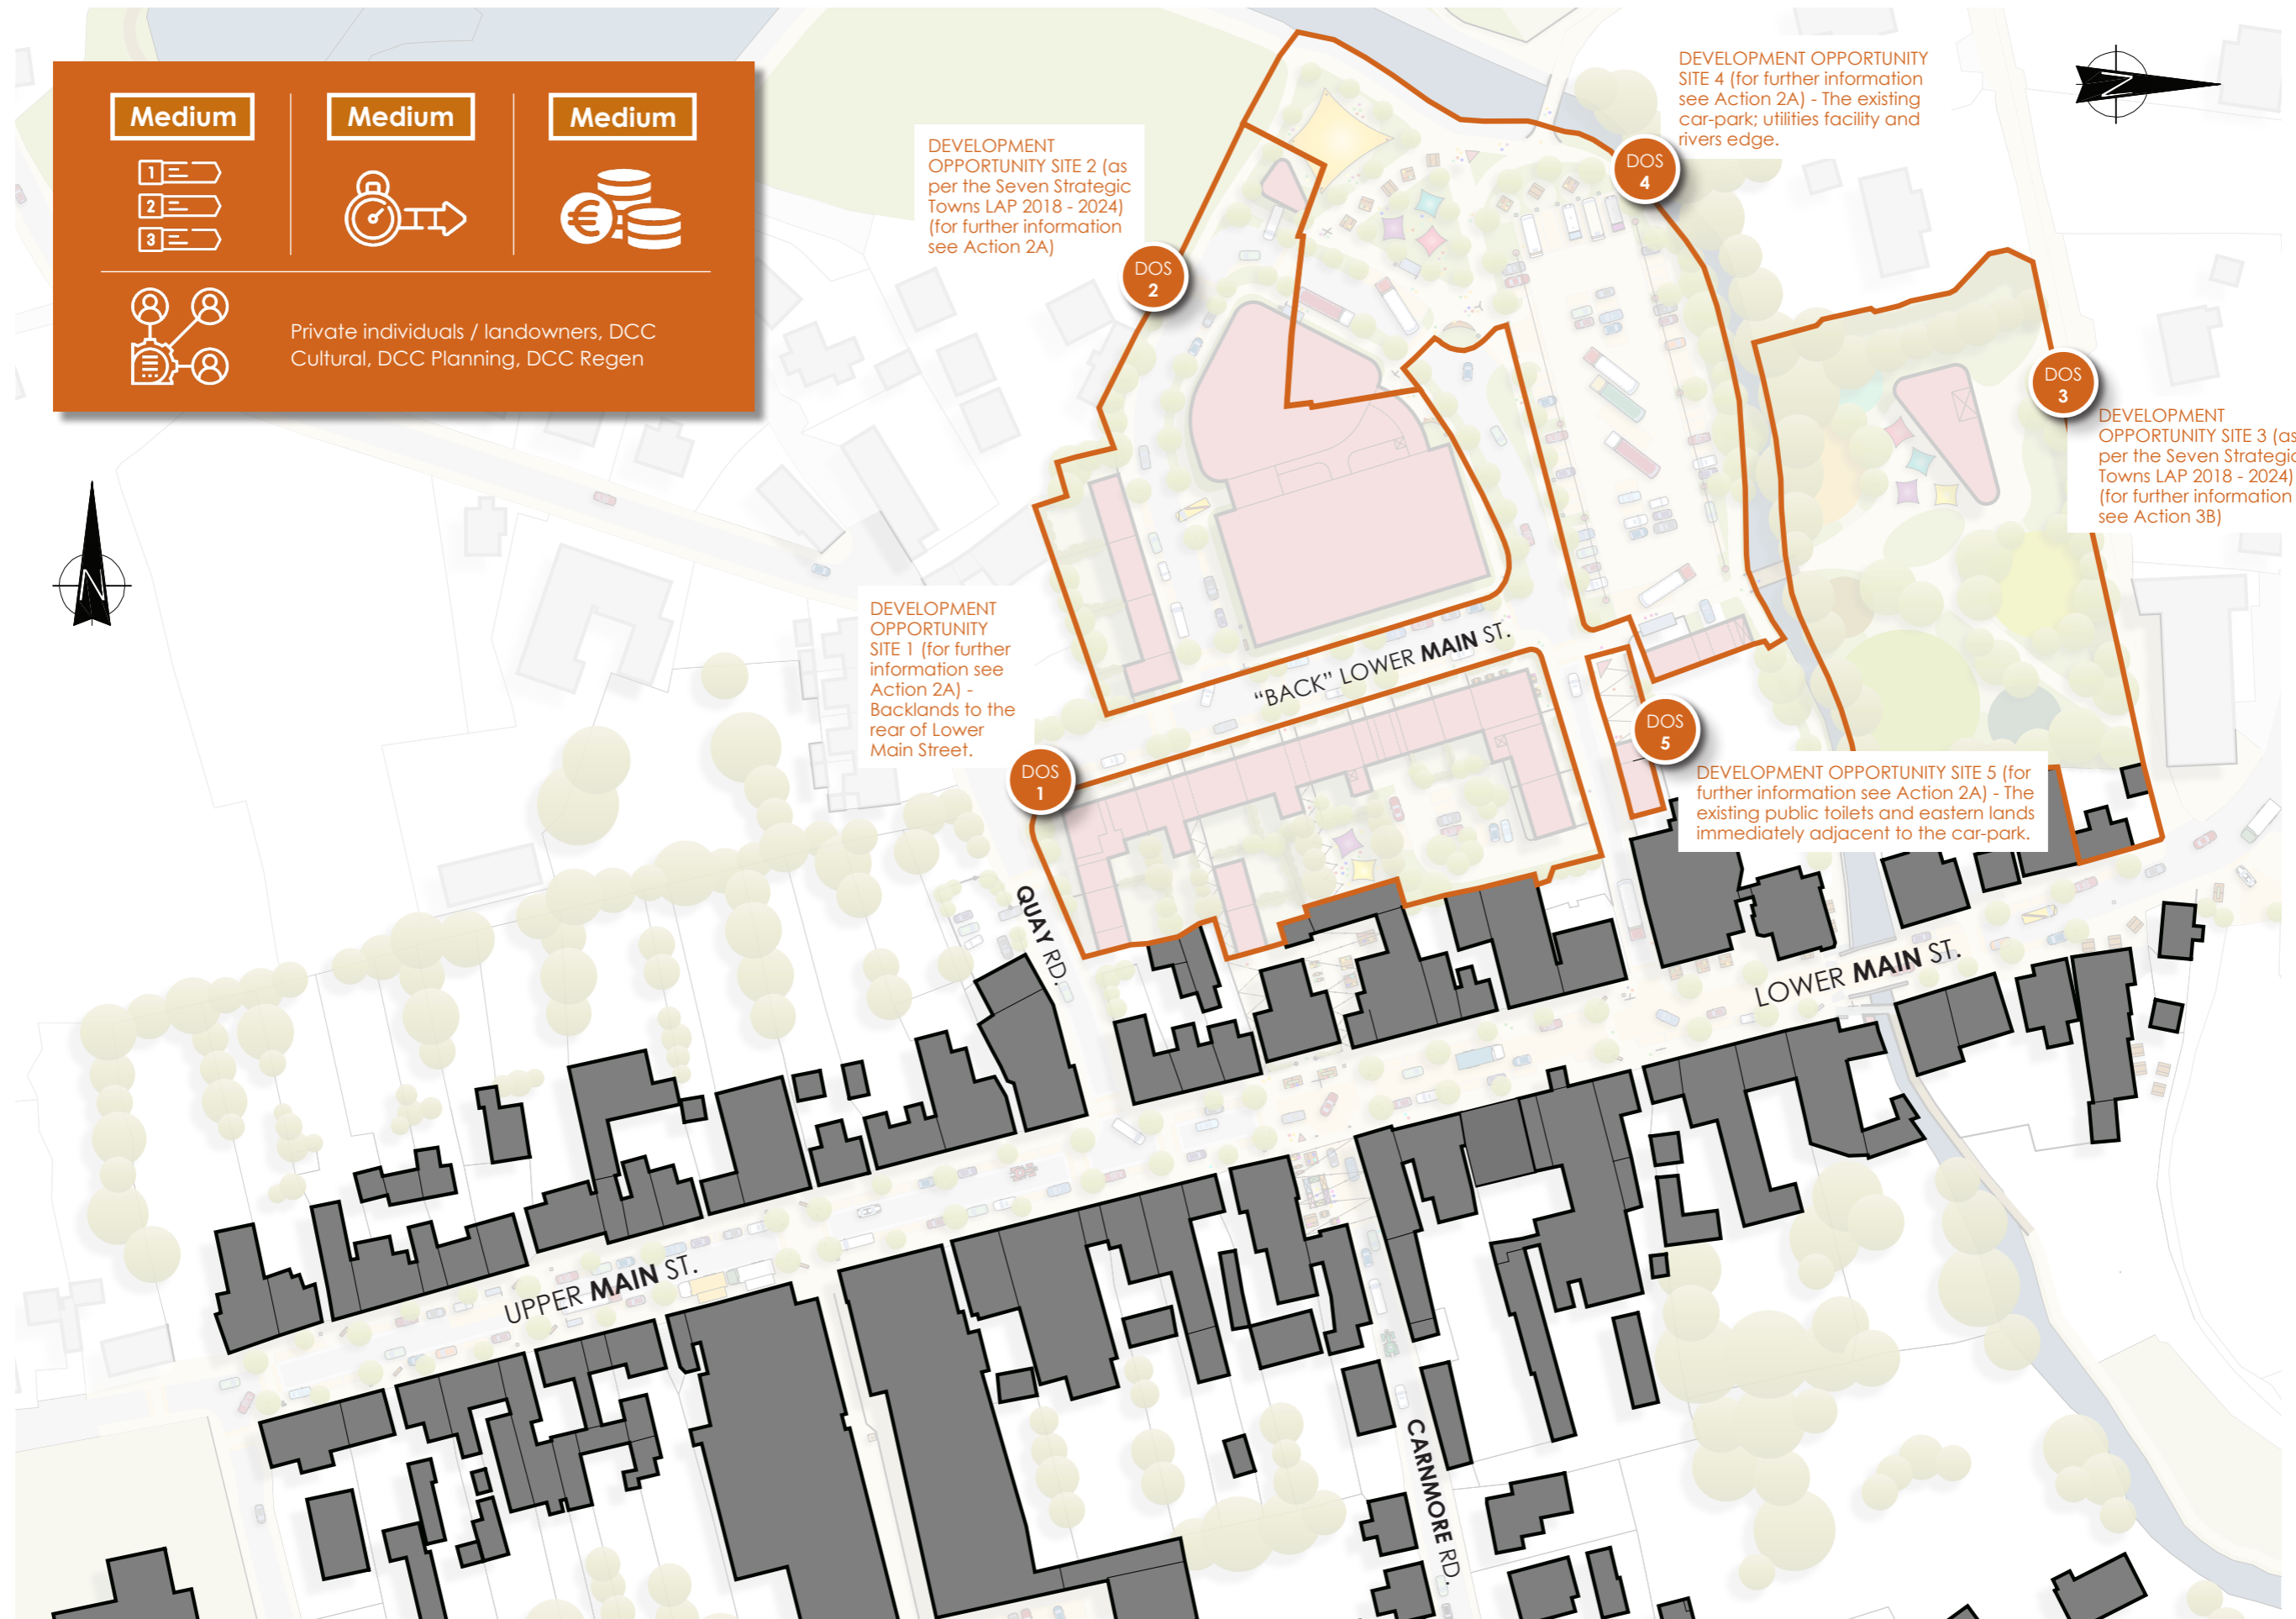 Medium
Medium
Medium
1
2
3
€
Private individuals / landowners, DCC
Cultural, DCC Planning, DCC Regen
DEVELOPMENT OPPORTUNITY
SITE 4 (for further information
see Action 2A) - The existing
car-park; utilities facility and
rivers edge.
N
DEVELOPMENT
OPPORTUNITY SITE 2 (as
per the Seven Strategic
Towns LAP 2018 - 2024)
(for further information
see Action 2A)
DOS
4
DOS
2
DOS
3
DEVELOPMENT
OPPORTUNITY SITE 3 (as
per the Seven Strategic
Towns LAP 2018 - 2024)
(for further information
see Action 3B)
N
DEVELOPMENT
OPPORTUNITY
SITE 1 (for further
information see
Action 2A) -
Backlands to the
rear of Lower
Main Street.
"BACK" LOWER MAIN ST.
DOS
1
DOS
5
DEVELOPMENT OPPORTUNITY SITE 5 (for
further information see Action 2A) - The
existing public toilets and eastern lands
immediately adjacent to the car-park.
QUAY RD.
LOWER MAIN ST.
UPPER MAIN ST.
CARNMORE RD.